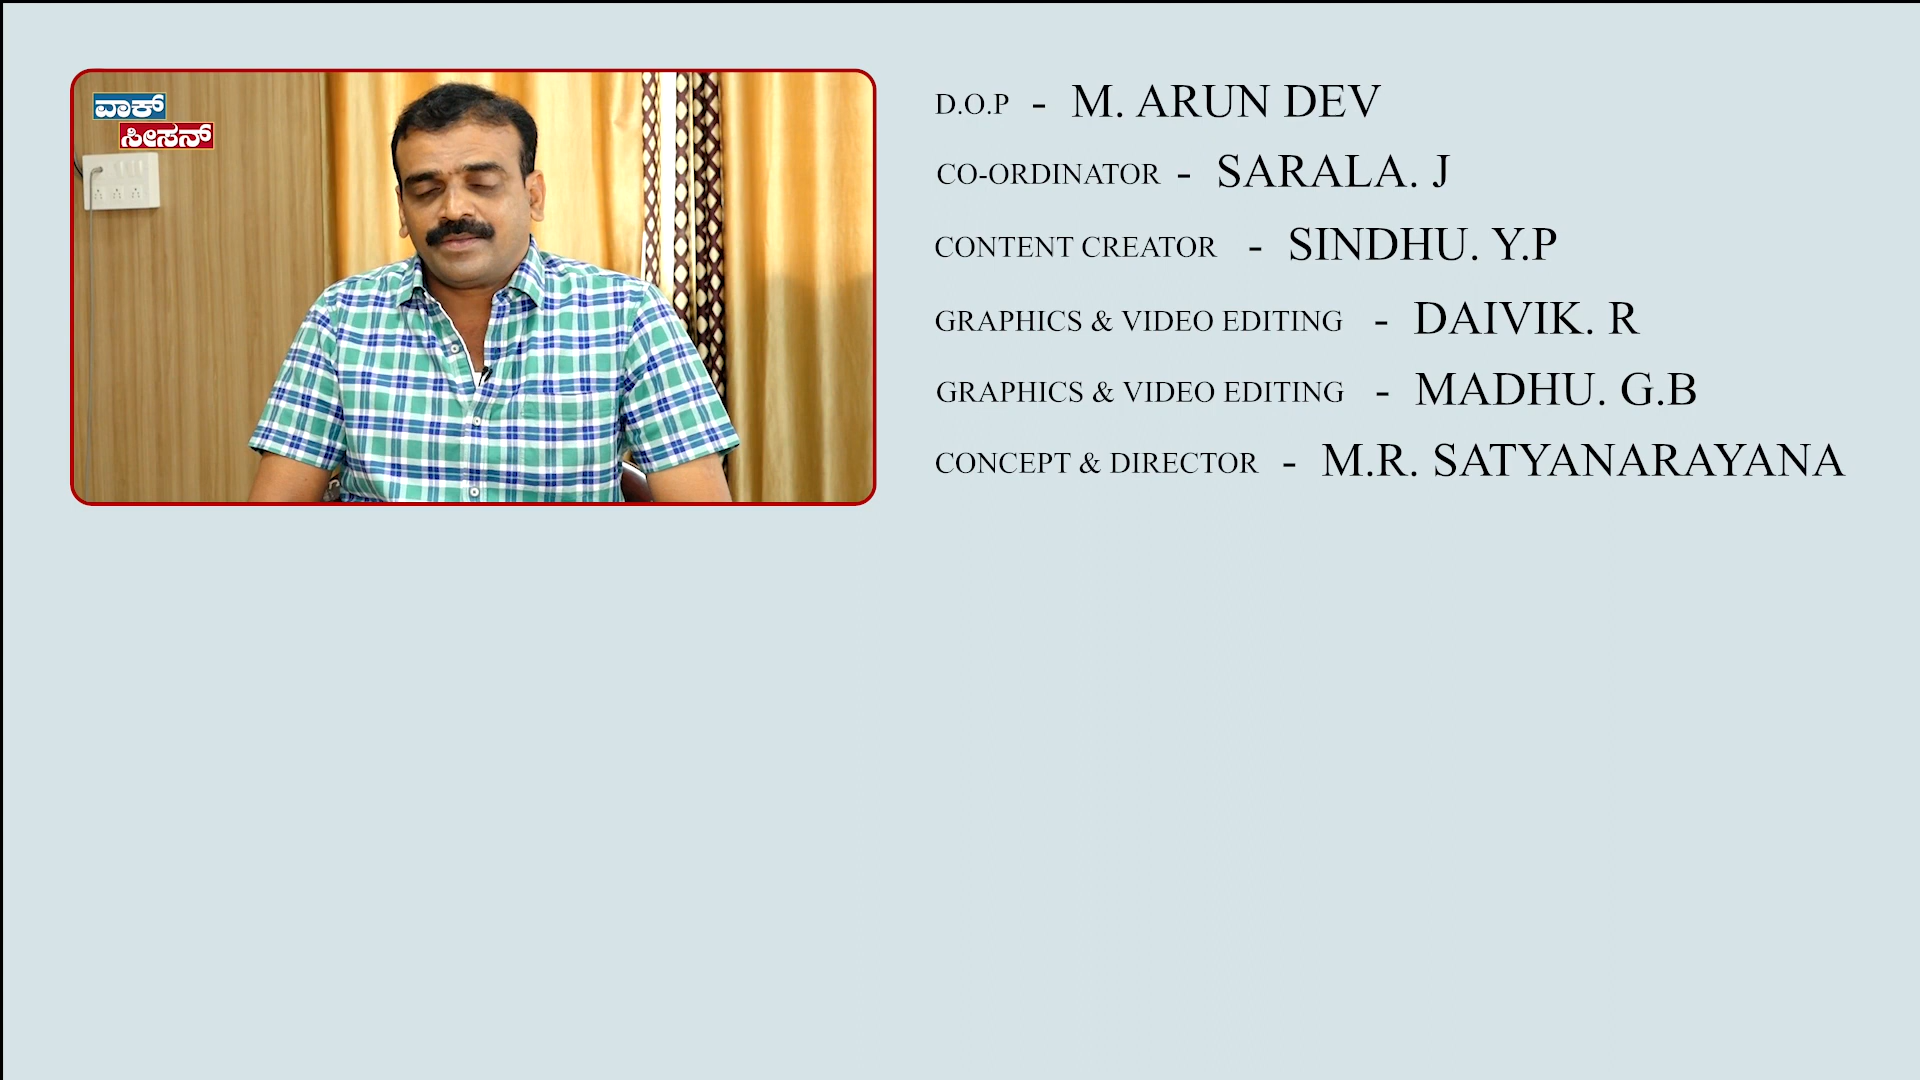 ವಾಕ್
ಸೀಸನ್
D.O.P - M. ARUN DEV
CO-ORDINATOR - SARALA. J
CONTENT CREATOR - SINDHU. Y.P
GRAPHICS & VIDEO EDITING - DAIVIK. R
GRAPHICS & VIDEO EDITING - MADHU. G.B
CONCEPT & DIRECTOR - M.R. SATYANARAYANA